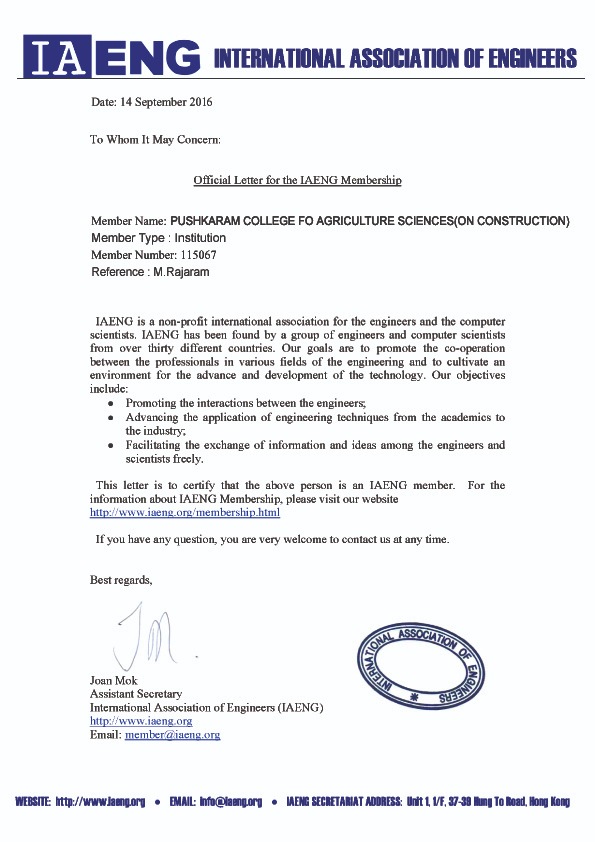 IAENG INTERNATIONAL ASSOCIATION OF ENGINEERS
Date: 14 September 2016
To Whom It May Concern:
Official Letter for the IAENG Membership
Member Name: PUSHKARAM COLLEGE FO AGRICULTURE SCIENCES(ON CONSTRUCTION)
Member Type : Institution
Member Number: 115067
Reference : M.Rajaram
IAENG is a non-profit international association for the engineers and the computer
scientists. IAENG has been found by a group of engineers and computer scientists
from over thirty different countries. Our goals are to promote the co-operation
between the professionals in various fields of the engineering and to cultivate an
environment for the advance and development of the technology. Our objectives
include:
● Promoting the interactions between the engineers;
● Advancing the application of engineering techniques from the academics to
the industry;
● Facilitating the exchange of information and ideas among the engineers and
scientists freely.
This letter is to certify that the above person is an IAENG member. For the
information about IAENG Membership, please visit our website
http://www.iaeng.org/membership.html
If you have any question, you are very welcome to contact us at any time.
Best regards,
JM.
INTERNATIONAL ASSOCIATION OF ENGINEERS *
Joan Mok
Assistant Secretary
International Association of Engineers (IAENG)
http://www.iaeng.org
Email: member@iaeng.org
WEBSITE: http://www.iaeng.org ● EMAIL: info@iaeng.org ● IAENG SECRETARIAT ADDRESS: Unit 1, 1/F, 37-39 Hung To Road, Hong Kong